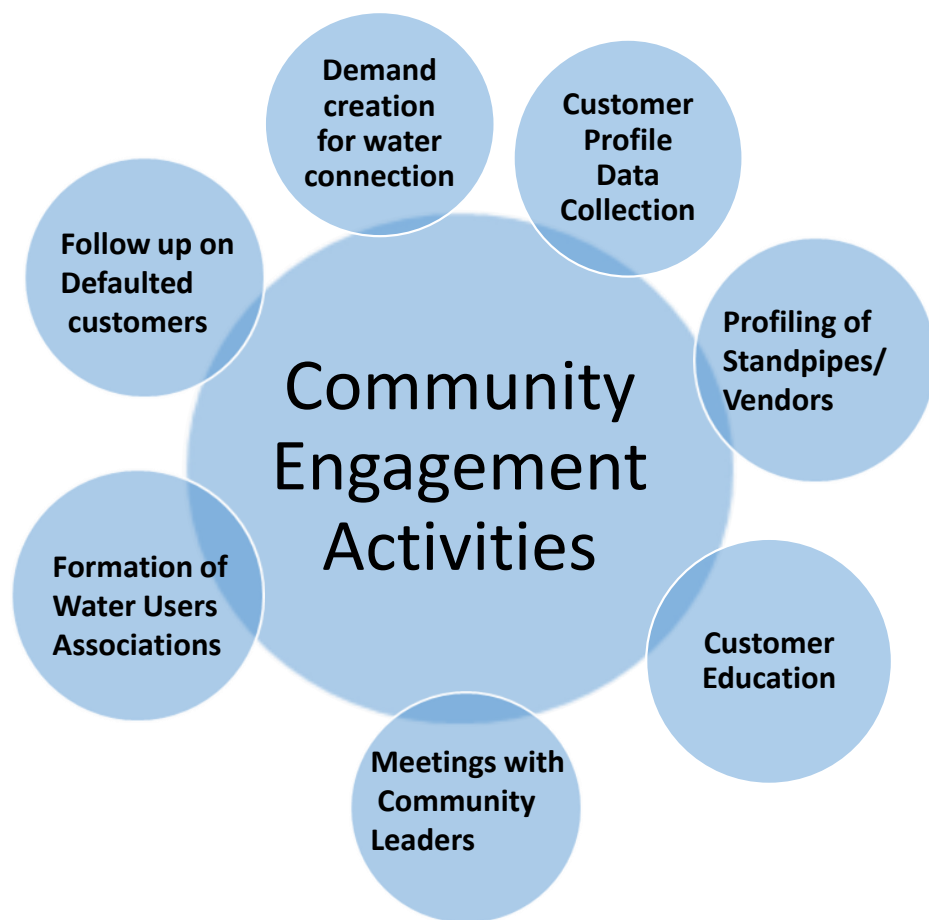 Demand
creation
for water
connection
Customer
Profile
Data
Collection
Follow up on
Defaulted
customers
Profiling of
Standpipes/
Vendors
Community
Engagement
Activities
Formation of
Water Users
Associations
Customer
Education
Meetings with
Community
Leaders